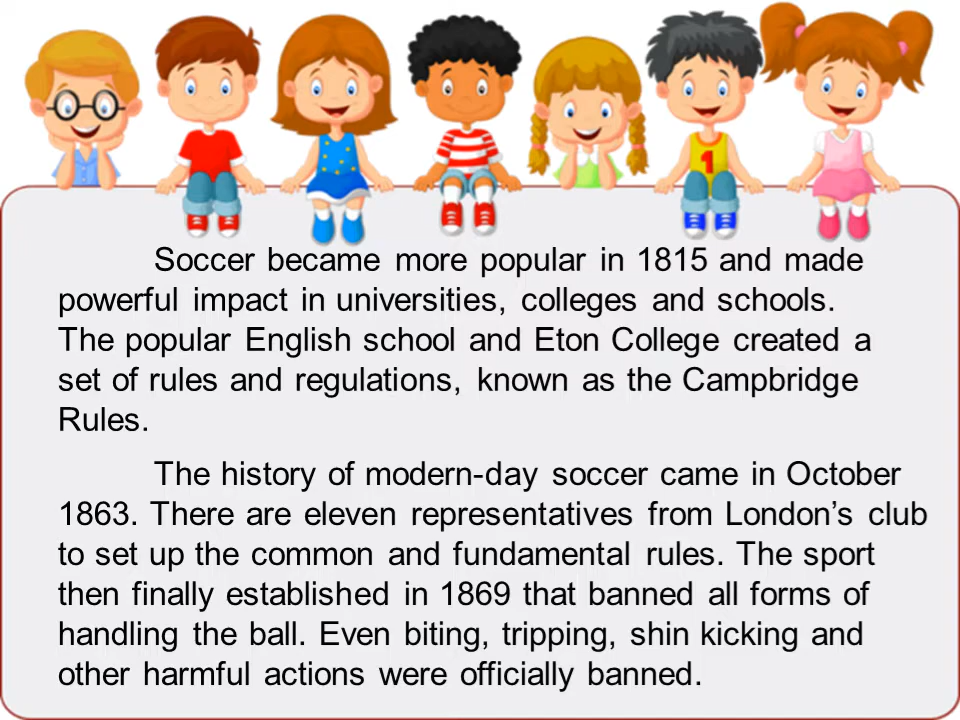 1
Soccer became more popular in 1815 and made
powerful impact in universities, colleges and schools.
The popular English school and Eton College created a
set of rules and regulations, known as the Campbridge
Rules.
The history of modern-day soccer came in October
1863. There are eleven representatives from London’s club
to set up the common and fundamental rules. The sport
then finally established in 1869 that banned all forms of
handling the ball. Even biting, tripping, shin kicking and
other harmful actions were officially banned.